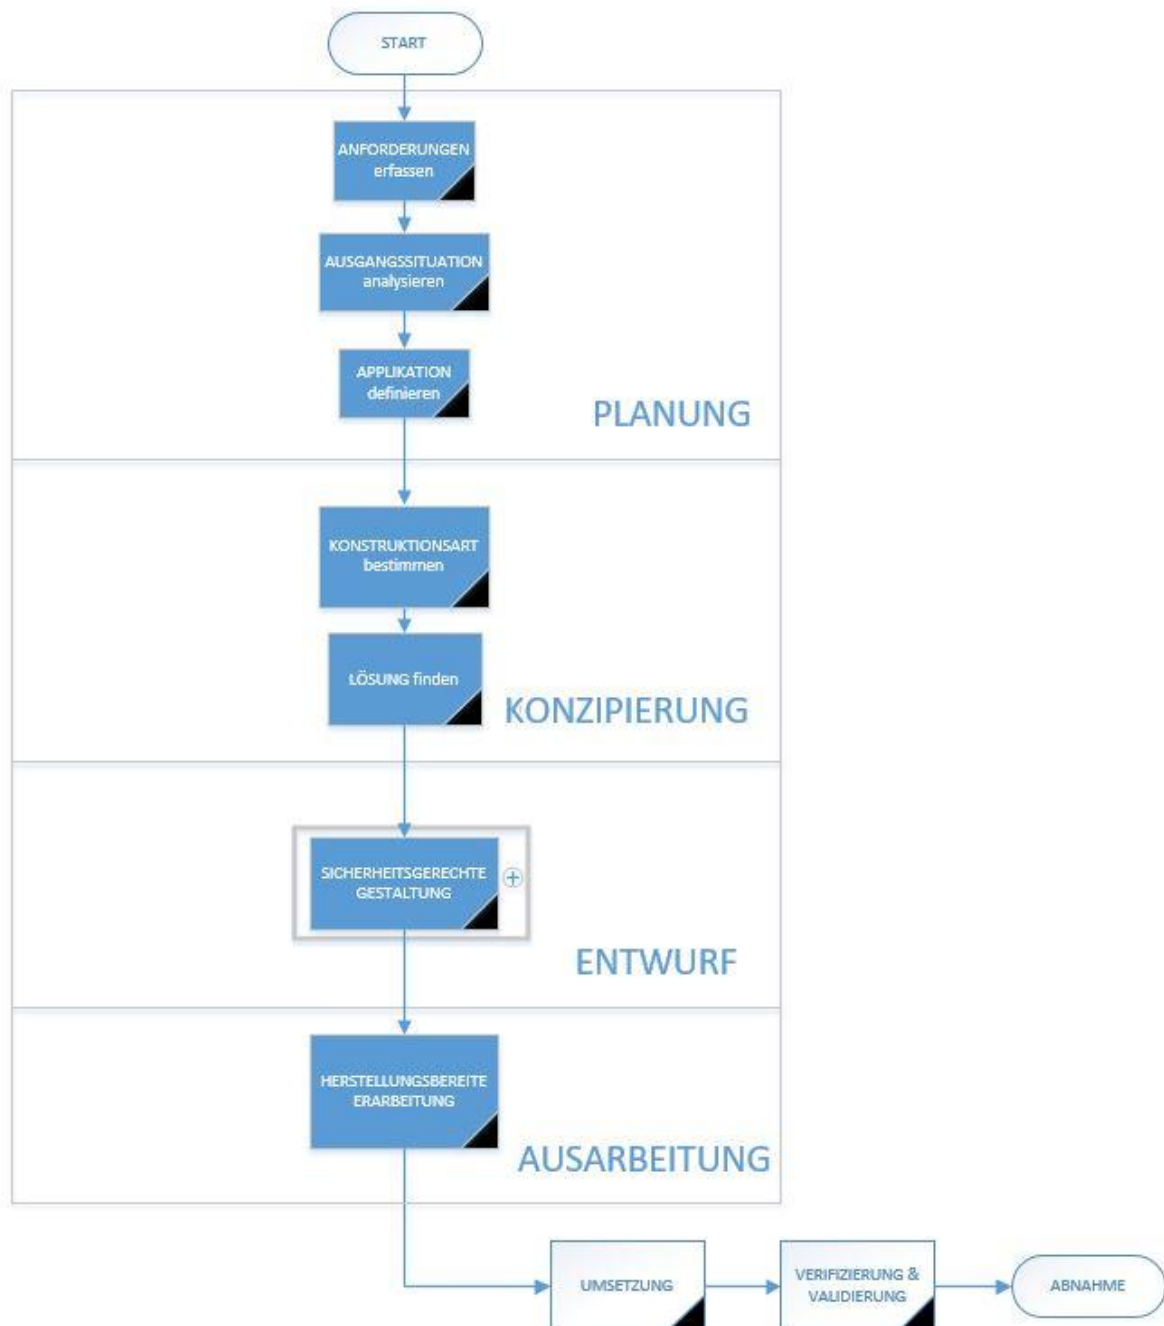 START
ANFORDERUNGEN
erfassen
AUSGANGSSITUATION
analysieren
APPLIKATION
definieren
PLANUNG
KONSTRUKTIONSART
bestimmen
LÖSUNG finden
KONZIPIERUNG
SICHERHEITSGERECHTE
GESTALTUNG
ENTWURF
HERSTELLUNGSBEREITE
ERARBEITUNG
AUSARBEITUNG
UMSETZUNG
VERIFIZIERUNG &
VALIDIERUNG
ABNAHME